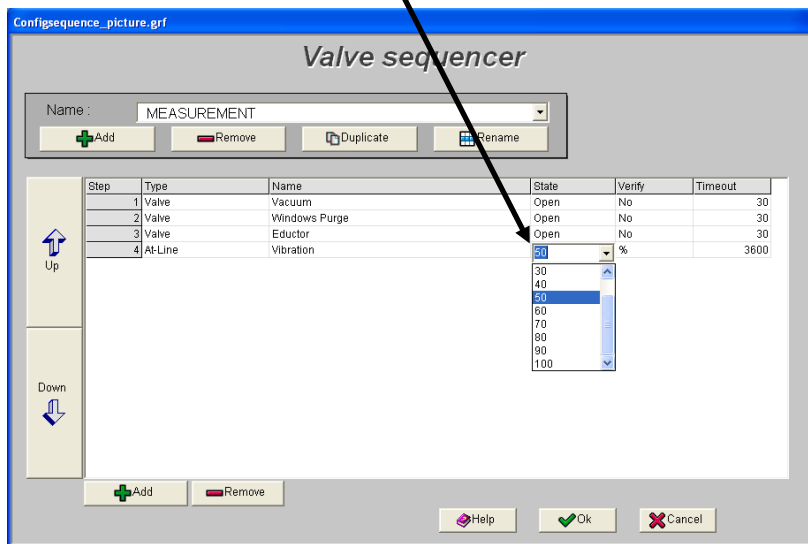 Configsequence_picture.grf
Valve sequencer
Name : MEASUREMENT
Add Remove Duplicate Rename
Step Type Name State Verify Timeout
1 Valve Vacuum Open No 30
2 Valve Windows Purge Open No 30
3 Valve Eductor Open No 30
4 At-Line Vibration 50 % 3600
Up
30
40
50
60
70
80
90
100
Down
Add Remove
Help Ok Cancel